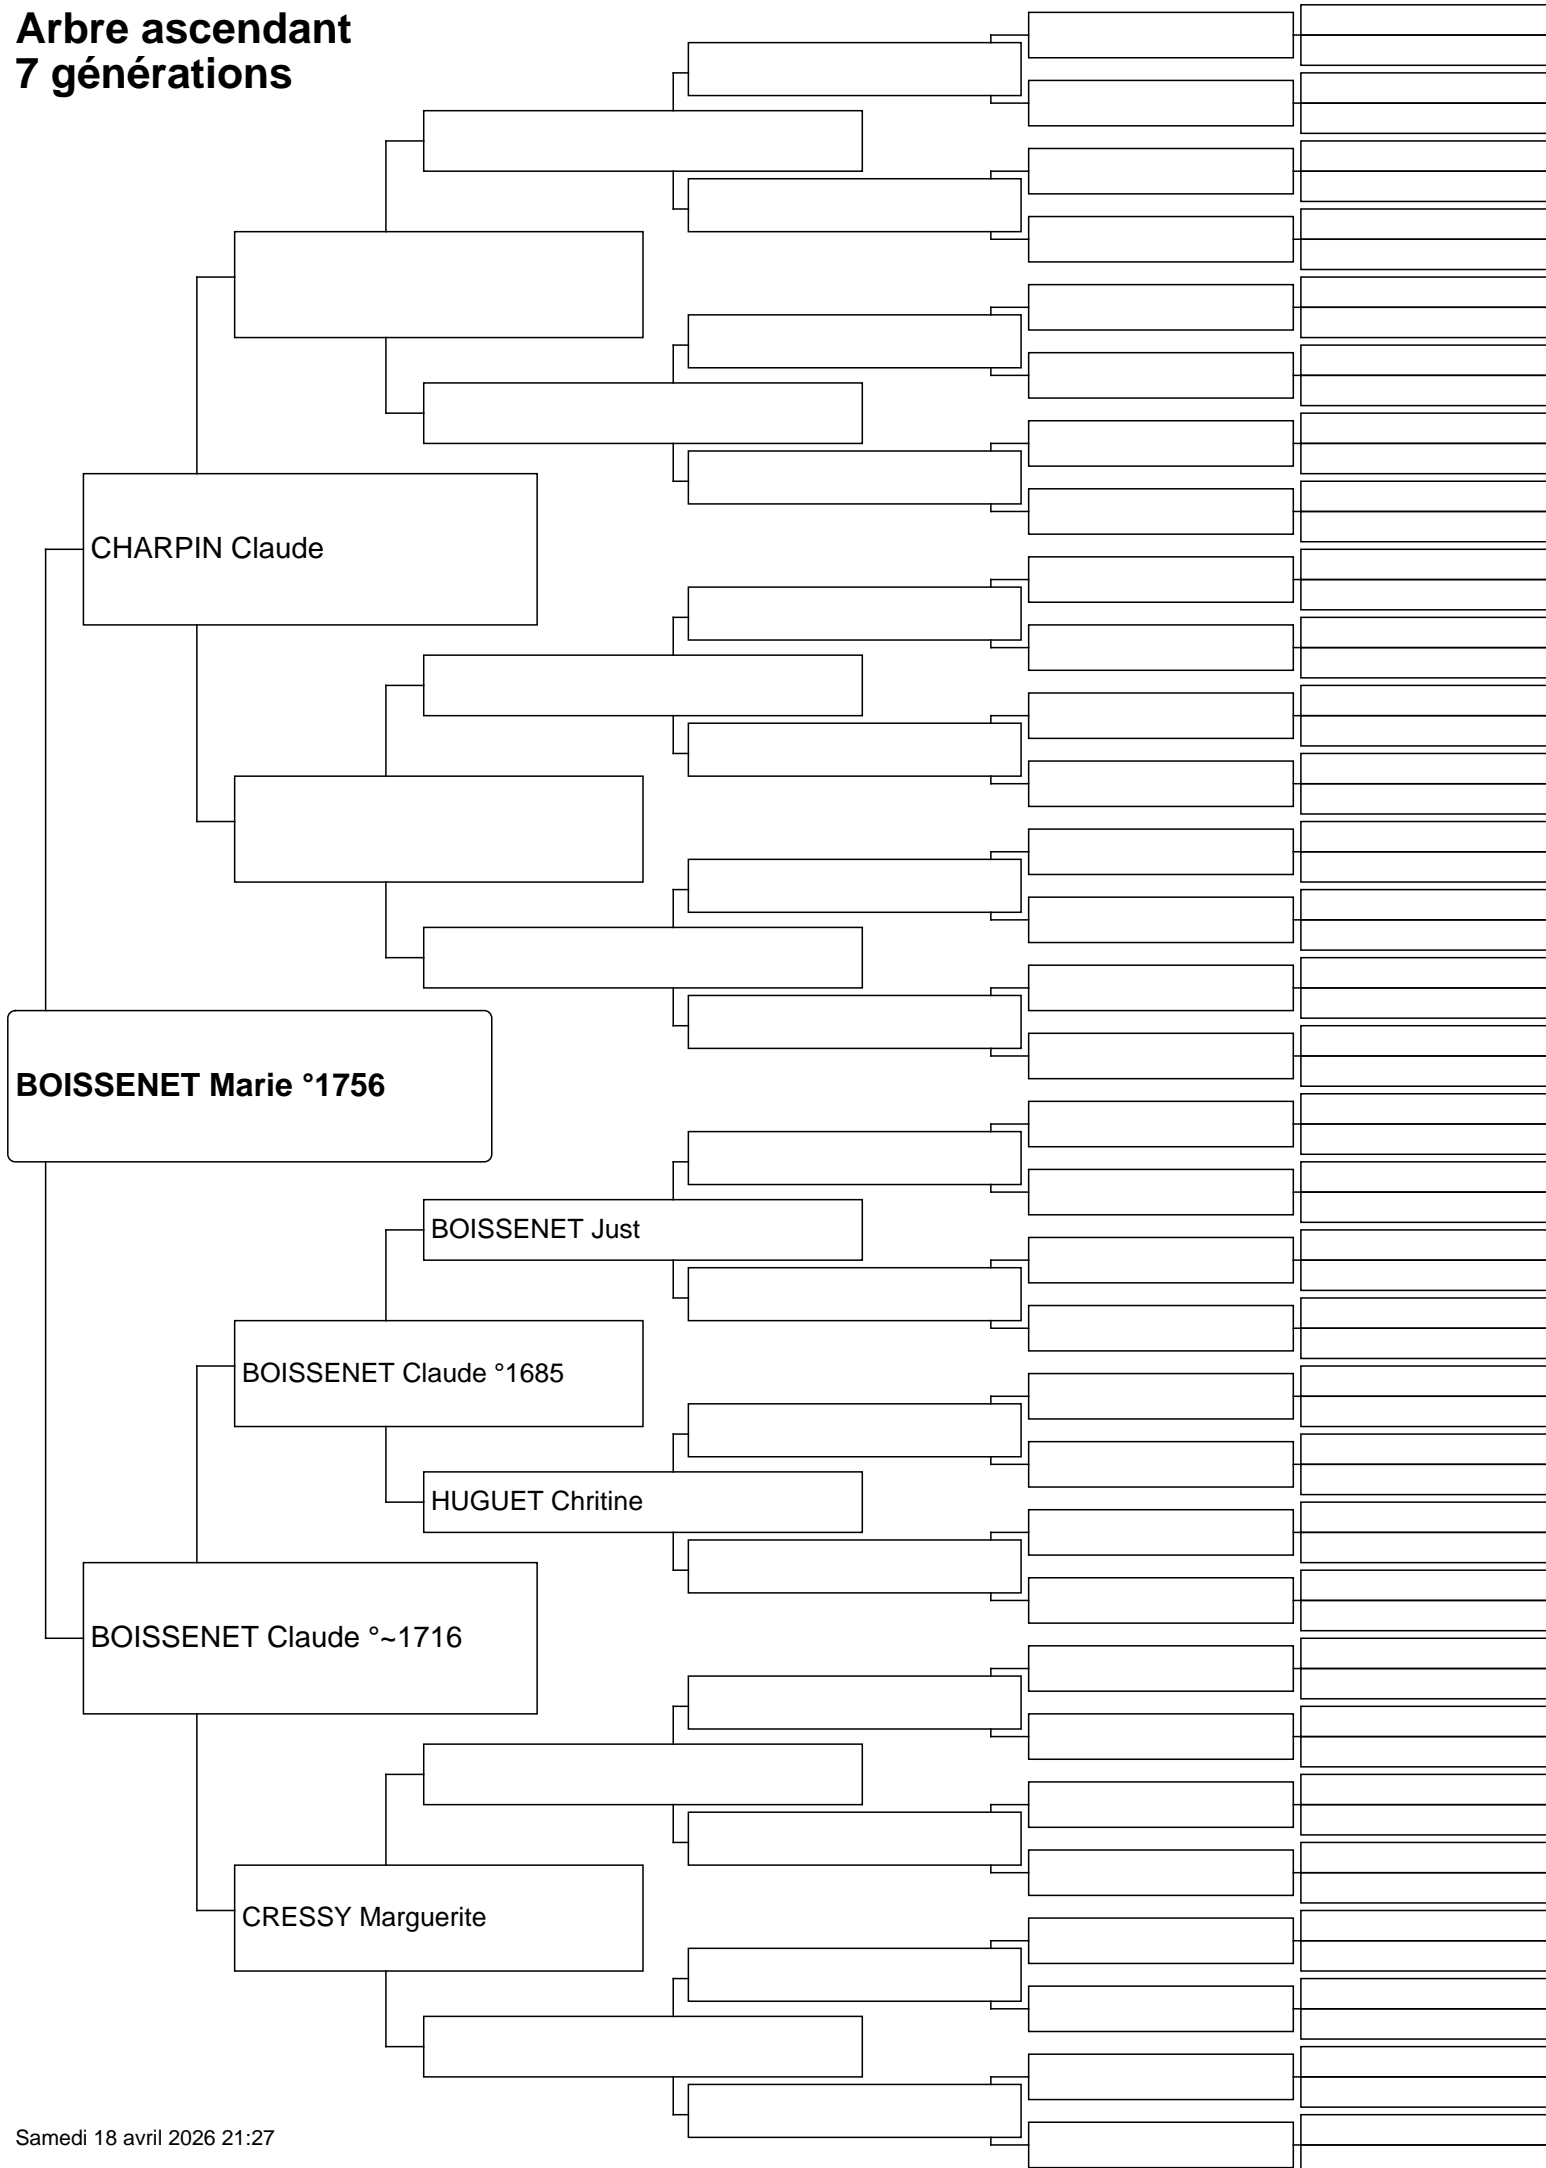 Arbre ascendant
7 générations
CHARPIN Claude
BOISSENET Marie °1756
BOISSENET Just
BOISSENET Claude °1685
HUGUET Chritine
BOISSENET Claude °~1716
CRESSY Marguerite
Samedi 18 avril 2026 21:27